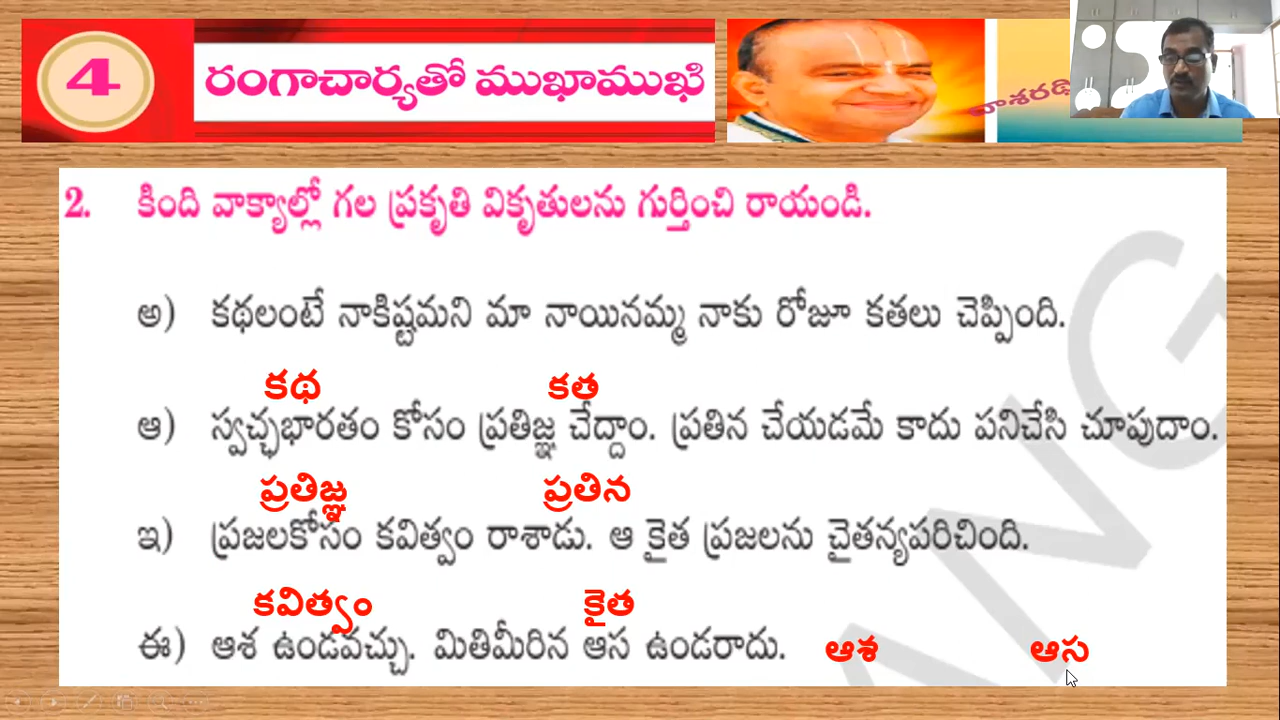 4
రంగాచార్యతో ముఖాముఖి
దాశరథి
2. కింది వాక్యాల్లో గల ప్రకృతి వికృతులను గుర్తించి రాయండి.
అ) కథలంటే నాకిష్టమని మా నాయినమ్మ నాకు రోజూ కతలు చెప్పింది.
కథ కత
ఆ) స్వచ్ఛభారతం కోసం ప్రతిజ్ఞ చేద్దాం. ప్రతిన చేయడమే కాదు పనిచేసి చూపుదాం.
ప్రతిజ్ఞ ప్రతిన
ఇ) ప్రజలకోసం కవిత్వం రాశాడు. ఆ కైత ప్రజలను చైతన్యపరిచింది.
కవిత్వం కైత
ఈ) ఆశ ఉండవచ్చు. మితిమీరిన ఆస ఉండరాదు. ఆశ ఆస